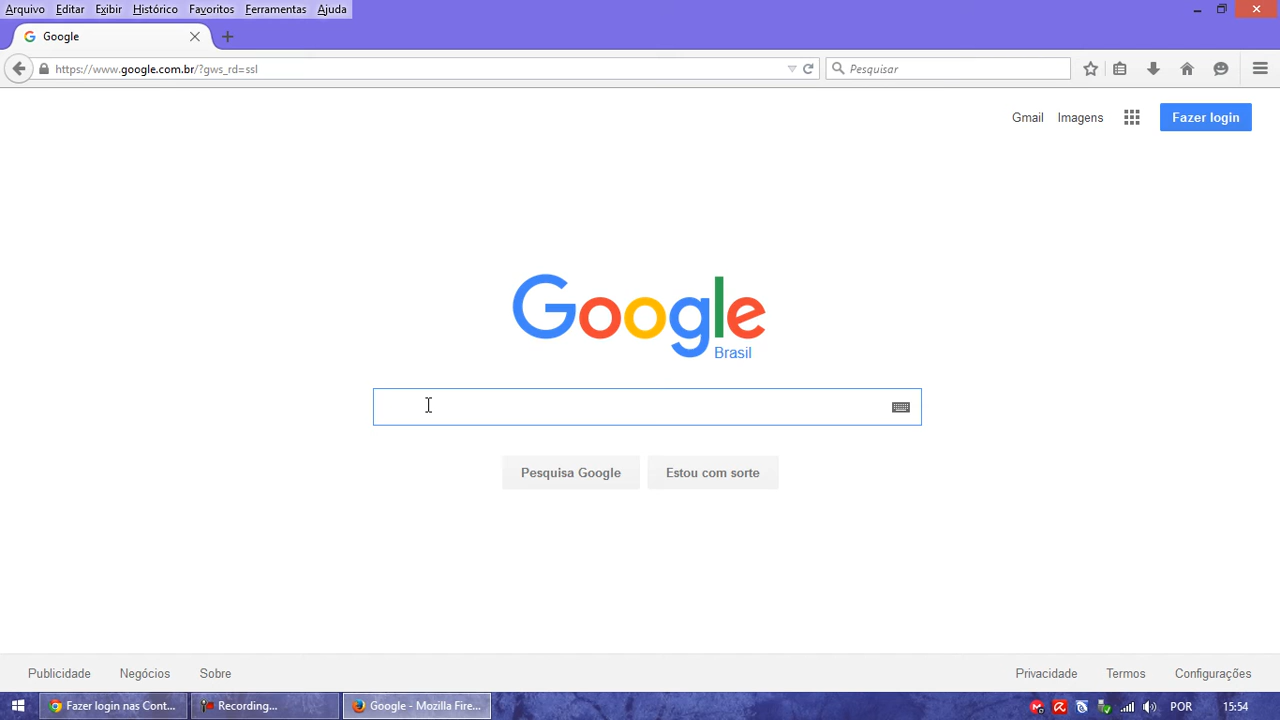 Arquivo Editar Exibir Histórico Favoritos Ferramentas Ajuda
Google
https://www.google.com.br/?gws_rd=ssl
Pesquisar
Gmail Imagens Fazer login
Google
Brasil
Pesquisa Google Estou com sorte
Publicidade Negócios Sobre Privacidade Termos Configurações
Fazer login nas Cont... Recording... Google - Mozilla Fire... POR 15:54